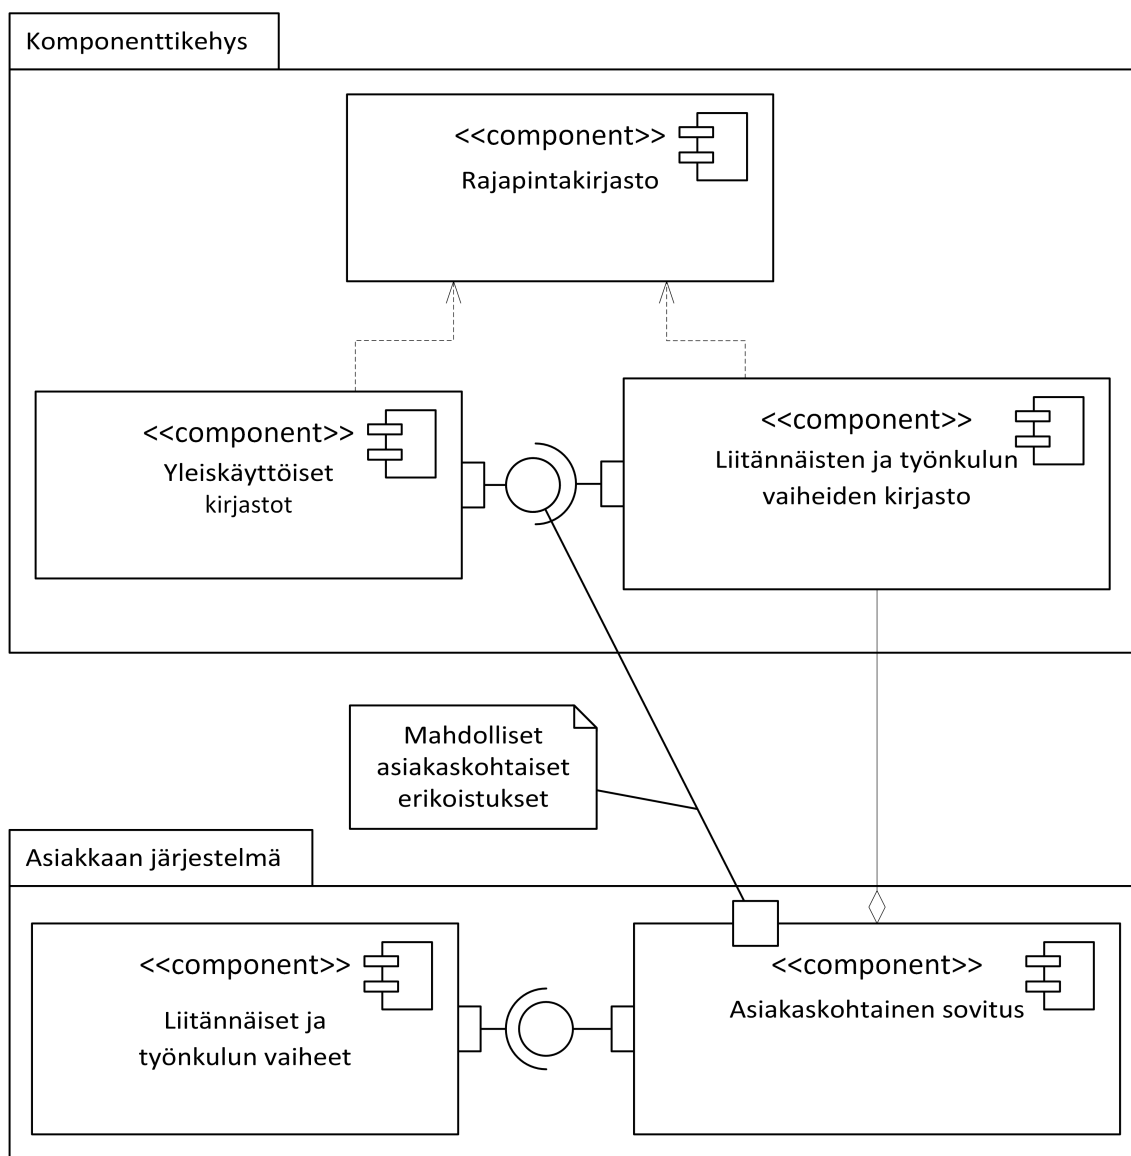 Komponenttikehys
<<component>>
Rajapintakirjasto
<<component>>
Yleiskäyttöiset
kirjastot
<<component>>
Liitännäisten ja työnkulun
vaiheiden kirjasto
Mahdolliset
asiakaskohtaiset
erikoistukset
Asiakkaan järjestelmä
<<component>>
Liitännäiset ja
työnkulun vaiheet
<<component>>
Asiakaskohtainen sovitus